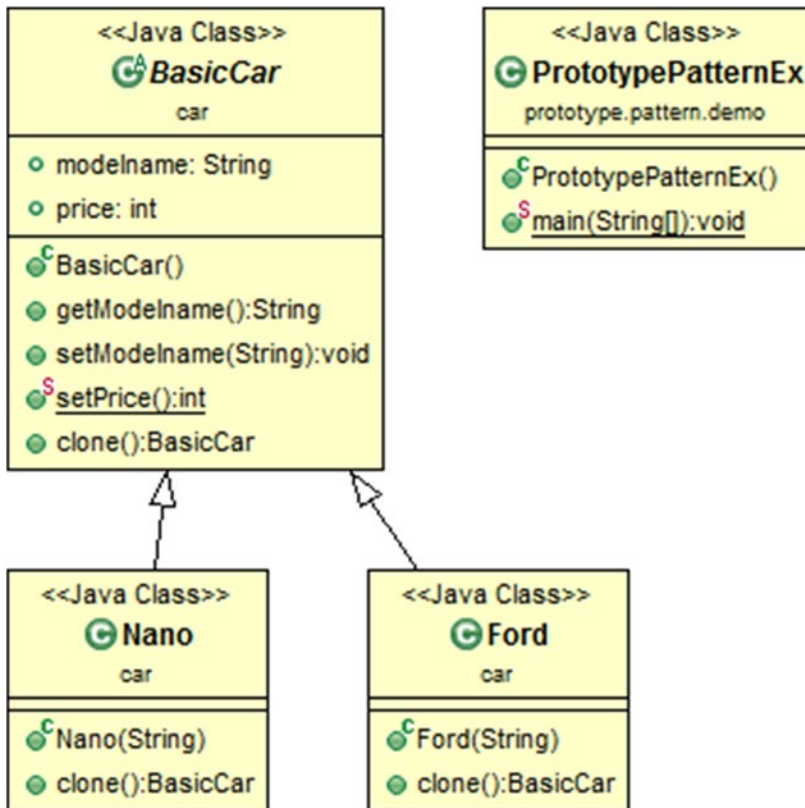 <<Java Class>>
BasicCar
car
modelname: String
price: int
BasicCar()
getModelname():String
setModelname(String):void
setPrice():int
clone():BasicCar
<<Java Class>>
PrototypePatternEx
prototype.pattern.demo
PrototypePatternEx()
main(String[]):void
<<Java Class>>
Nano
car
Nano(String)
clone():BasicCar
<<Java Class>>
Ford
car
Ford(String)
clone():BasicCar